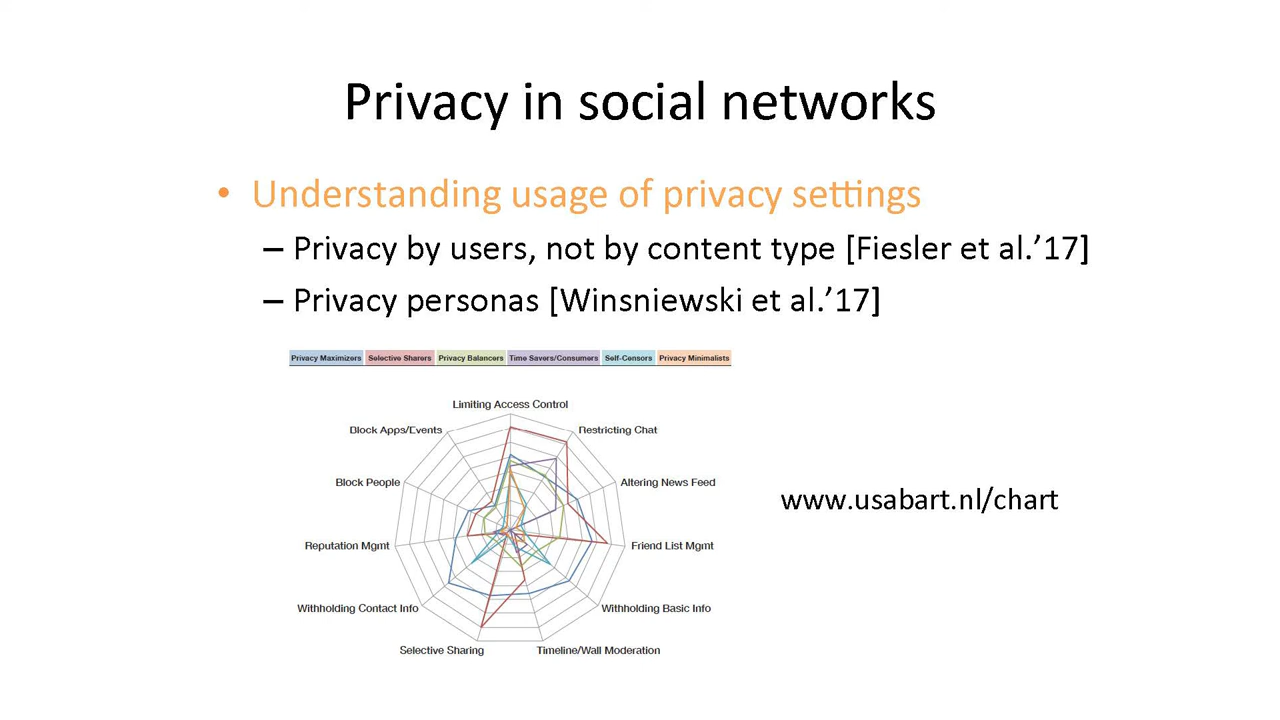 Privacy in social networks
• Understanding usage of privacy settings
– Privacy by users, not by content type [Fiesler et al.’17]
– Privacy personas [Winsniewski et al.’17]
Privacy Maximizers Selective Sharers Privacy Balancers Time Savers/Consumers Self-Censors Privacy Minimalists
Limiting Access Control
Block Apps/Events Restricting Chat
Block People Altering News Feed
www.usabart.nl/chart
Reputation Mgmt Friend List Mgmt
Withholding Contact Info Withholding Basic Info
Selective Sharing Timeline/Wall Moderation